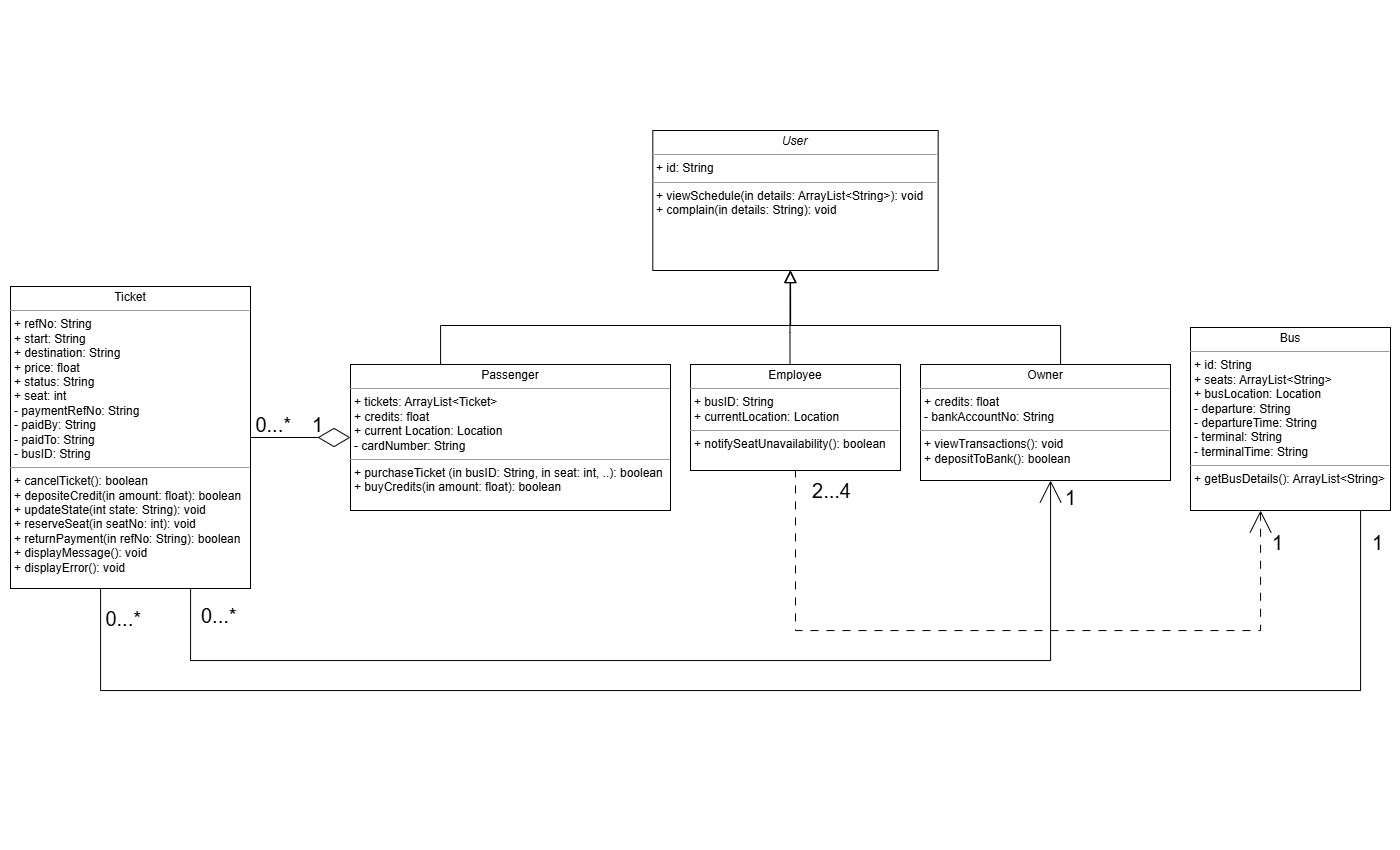 User
+ id: String
+ viewSchedule(in details: ArrayList<String>): void
+ complain(in details: String): void
Ticket
+ refNo: String
+ start: String
+ destination: String
+ price: float
+ status: String
+ seat: int
- paymentRefNo: String
- paidBy: String
- paidTo: String
- busID: String
+ cancelTicket(): boolean
+ depositeCredit(in amount: float): boolean
+ updateState(int state: String): void
+ reserveSeat(in seatNo: int): void
+ returnPayment(in refNo: String): boolean
+ displayMessage(): void
+ displayError(): void
0...*
1
Passenger
+ tickets: ArrayList<Ticket>
+ credits: float
+ current Location: Location
- cardNumber: String
+ purchaseTicket (in busID: String, in seat: int, ..): boolean
+ buyCredits(in amount: float): boolean
Employee
+ busID: String
+ currentLocation: Location
+ notifySeatUnavailability(): boolean
2...4
Owner
+ credits: float
- bankAccountNo: String
+ viewTransactions(): void
+ depositToBank(): boolean
1
Bus
+ id: String
+ seats: ArrayList<String>
+ busLocation: Location
- departure: String
- departureTime: String
- terminal: String
- terminalTime: String
+ getBusDetails(): ArrayList<String>
1
1
0...*
0...*